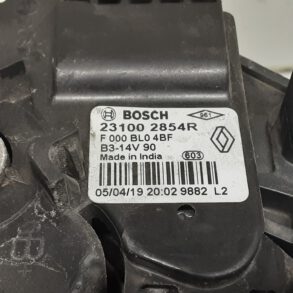 BOSCH
961
23100 2854R
F 000 BL0 4BF
B3-14V 90
Made in India
603
05/04/19 20:02 9882 L2